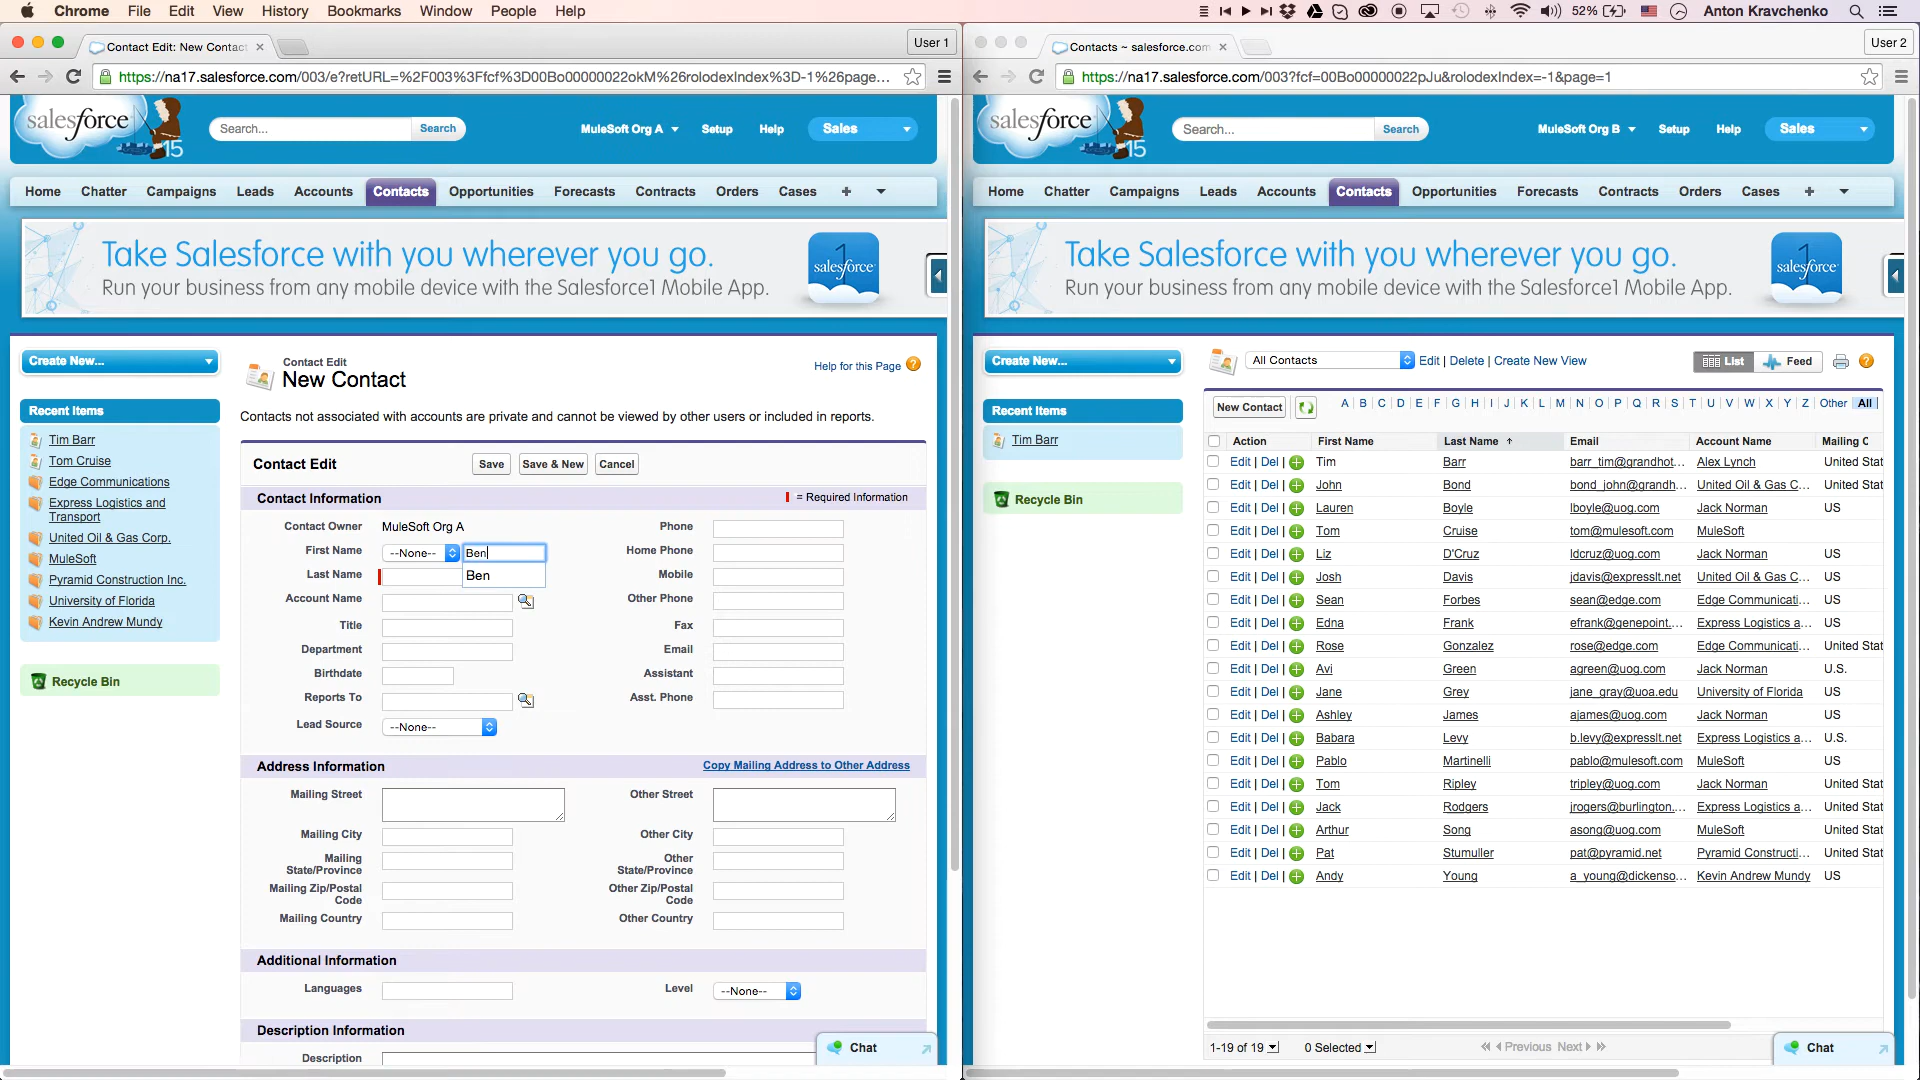 Chrome File Edit View History Bookmarks Window People Help
52% Anton Kravchenko
Contact Edit: New Contact
User 1
https://na17.salesforce.com/003/e?retURL=%2F003%3Ffcf%3D00Bo00000022okM%26rolodexIndex%3D-1%26page...
salesforce 15
Search... Search
MuleSoft Org A Setup Help Sales
Home Chatter Campaigns Leads Accounts Contacts Opportunities Forecasts Contracts Orders Cases +
Take Salesforce with you wherever you go.
Run your business from any mobile device with the Salesforce1 Mobile App.
1
salesforce
Create New...
Recent Items
Tim Barr
Tom Cruise
Edge Communications
Express Logistics and
Transport
United Oil & Gas Corp.
MuleSoft
Pyramid Construction Inc.
University of Florida
Kevin Andrew Mundy
Recycle Bin
Contact Edit
New Contact
Help for this Page ?
Contacts not associated with accounts are private and cannot be viewed by other users or included in reports.
Contact Edit Save Save & New Cancel
Contact Information = Required Information
Contact Owner MuleSoft Org A Phone
First Name --None-- Ben Home Phone
Last Name Ben Mobile
Account Name Other Phone
Title Fax
Department Email
Birthdate Assistant
Reports To Asst. Phone
Lead Source --None--
Address Information Copy Mailing Address to Other Address
Mailing Street Other Street
Mailing City Other City
Mailing
State/Province
Other
State/Province
Mailing Zip/Postal
Code
Other Zip/Postal
Code
Mailing Country Other Country
Additional Information
Languages Level --None--
Description Information
Description
Chat
Contacts ~ salesforce.com
User 2
https://na17.salesforce.com/003?fcf=00Bo00000022pJu&rolodexIndex=-1&page=1
salesforce 15
Search... Search
MuleSoft Org B Setup Help Sales
Home Chatter Campaigns Leads Accounts Contacts Opportunities Forecasts Contracts Orders Cases +
Take Salesforce with you wherever you go.
Run your business from any mobile device with the Salesforce1 Mobile App.
1
salesforce
Create New...
Recent Items
Tim Barr
Recycle Bin
All Contacts Edit | Delete | Create New View List Feed ?
New Contact A B C D E F G H I J K L M N O P Q R S T U V W X Y Z Other All
Action First Name Last Name Email Account Name Mailing C
Edit | Del | Tim Barr barr_tim@grandhot... Alex Lynch United Stat
Edit | Del | John Bond bond_john@grandh... United Oil & Gas C... United Stat
Edit | Del | Lauren Boyle lboyle@uog.com Jack Norman US
Edit | Del | Tom Cruise tom@mulesoft.com MuleSoft
Edit | Del | Liz D'Cruz ldcruz@uog.com Jack Norman US
Edit | Del | Josh Davis jdavis@expresslt.net United Oil & Gas C... US
Edit | Del | Sean Forbes sean@edge.com Edge Communicati... US
Edit | Del | Edna Frank efrank@genepoint.... Express Logistics a... US
Edit | Del | Rose Gonzalez rose@edge.com Edge Communicati... United Stat
Edit | Del | Avi Green agreen@uog.com Jack Norman U.S.
Edit | Del | Jane Grey jane_gray@uoa.edu University of Florida US
Edit | Del | Ashley James ajames@uog.com Jack Norman US
Edit | Del | Babara Levy b.levy@expresslt.net Express Logistics a... U.S.
Edit | Del | Pablo Martinelli pablo@mulesoft.com MuleSoft US
Edit | Del | Tom Ripley tripley@uog.com Jack Norman United Stat
Edit | Del | Jack Rodgers jrogers@burlington.... Express Logistics a... US
Edit | Del | Arthur Song asong@uog.com MuleSoft United Stat
Edit | Del | Pat Stumuller pat@pyramid.net Pyramid Constructi... United Stat
Edit | Del | Andy Young a_young@dickenso... Kevin Andrew Mundy US
1-19 of 19 0 Selected Previous Next
Chat